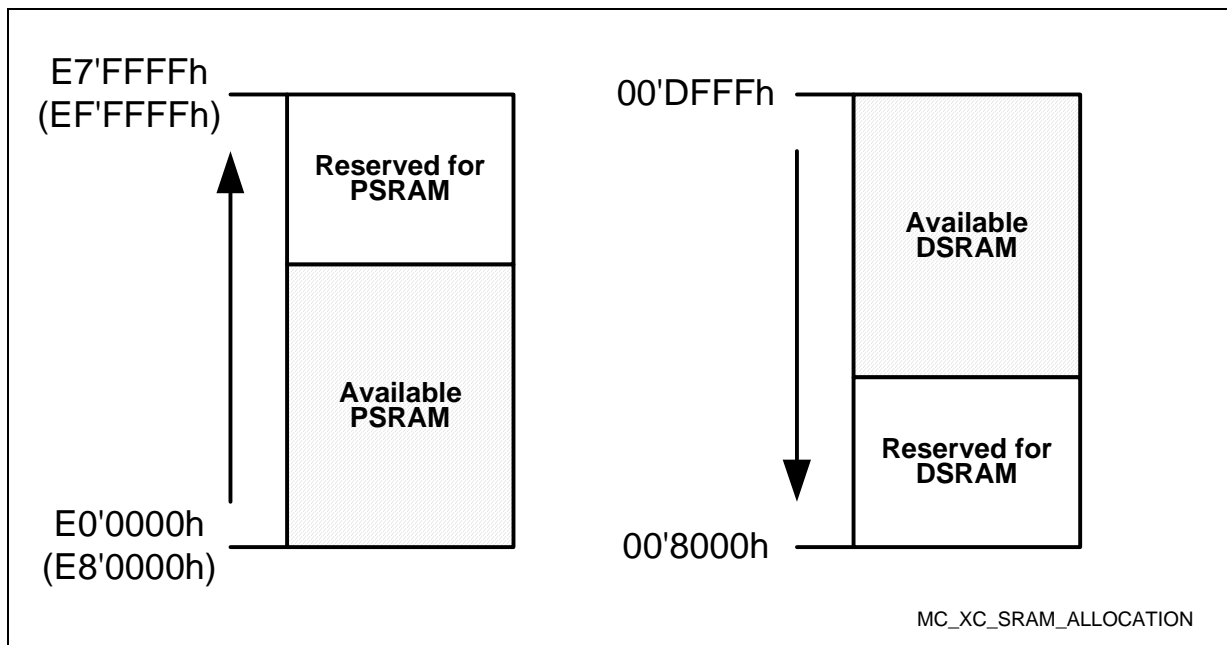 E7'FFFFh
(EF'FFFFh)
Reserved for
PSRAM
Available
PSRAM
E0'0000h
(E8'0000h)
00'DFFFh
Available
DSRAM
Reserved for
DSRAM
00'8000h
MC_XC_SRAM_ALLOCATION